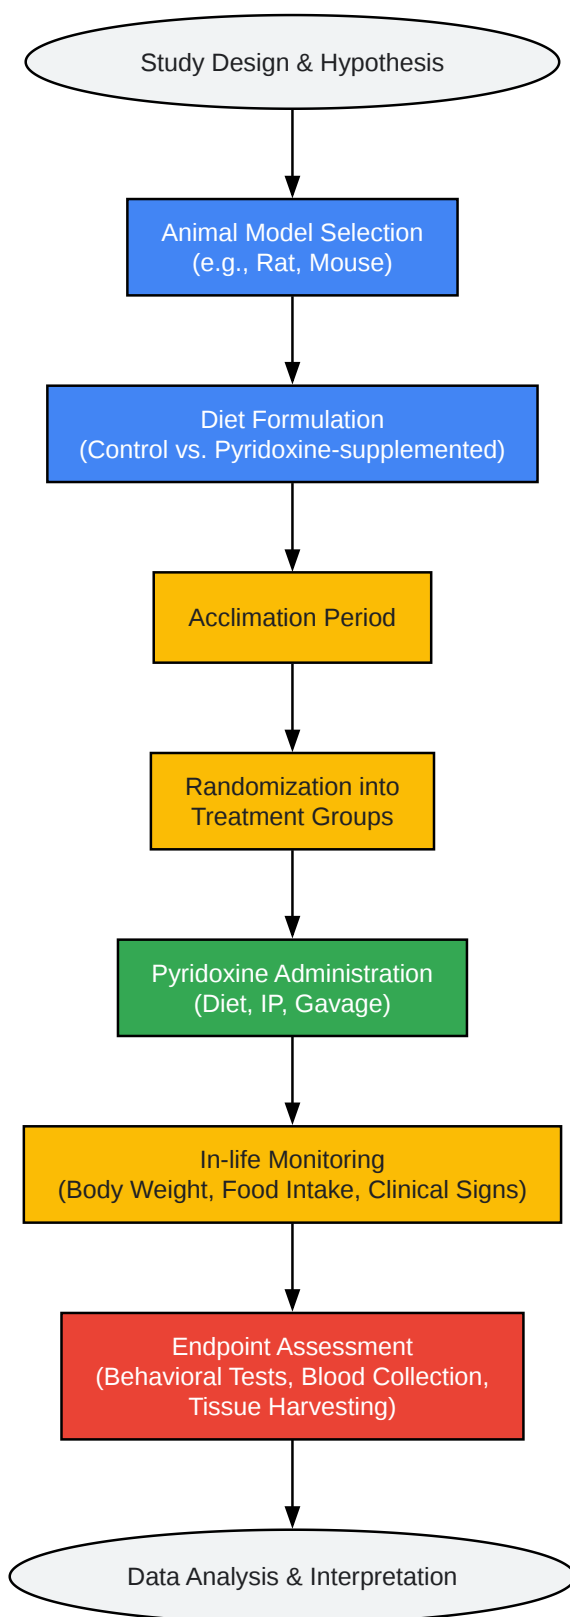 Study Design & Hypothesis
Animal Model Selection
(e.g., Rat, Mouse)
Diet Formulation
(Control vs. Pyridoxine-supplemented)
Acclimation Period
Randomization into
Treatment Groups
Pyridoxine Administration
(Diet, IP, Gavage)
In-life Monitoring
(Body Weight, Food Intake, Clinical Signs)
Endpoint Assessment
(Behavioral Tests, Blood Collection,
Tissue Harvesting)
Data Analysis & Interpretation